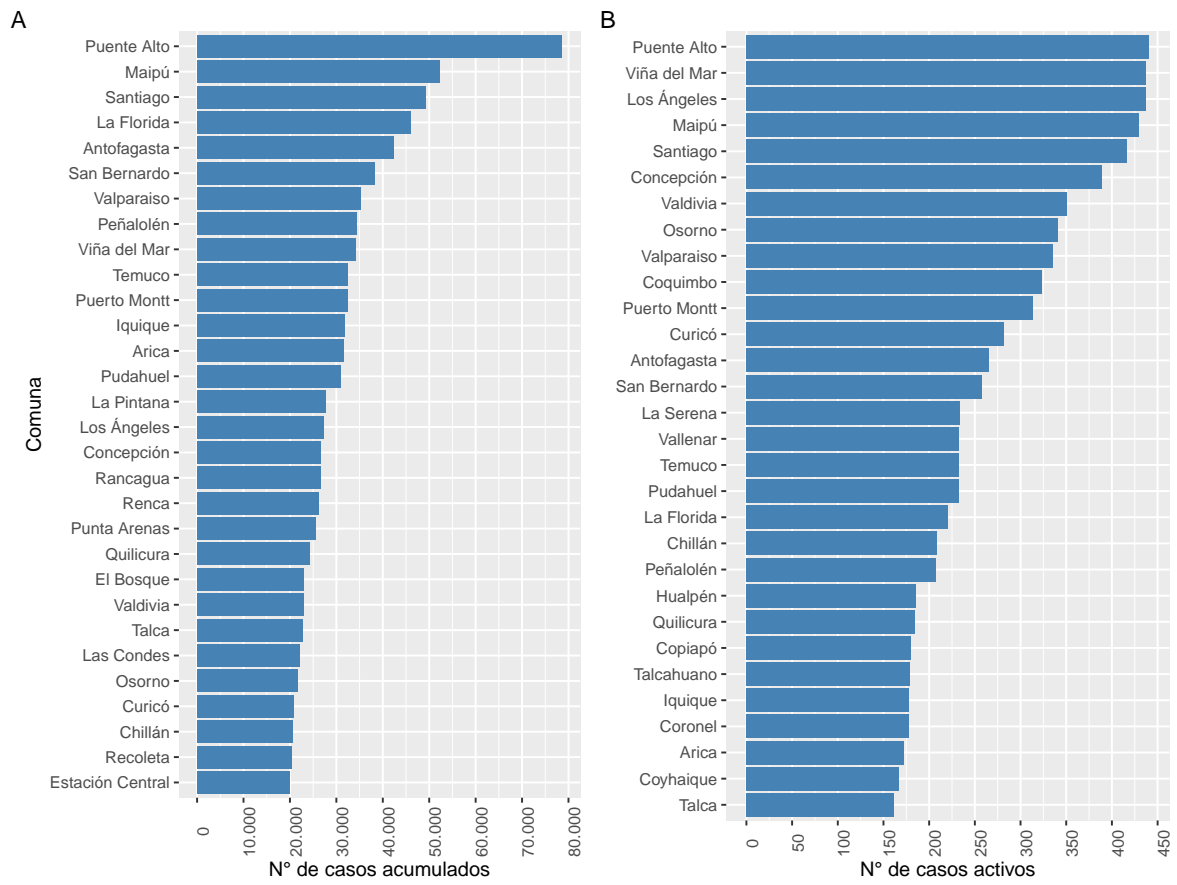 A
Comuna
Puente Alto
Maipú
Santiago
La Florida
Antofagasta
San Bernardo
Valparaiso
Peñalolén
Viña del Mar
Temuco
Puerto Montt
Iquique
Arica
Pudahuel
La Pintana
Los Ángeles
Concepción
Rancagua
Renca
Punta Arenas
Quilicura
El Bosque
Valdivia
Talca
Las Condes
Osorno
Curicó
Chillán
Recoleta
Estación Central
0
10.000
20.000
30.000
40.000
50.000
60.000
70.000
80.000
N° de casos acumulados
B
Puente Alto
Viña del Mar
Los Ángeles
Maipú
Santiago
Concepción
Valdivia
Osorno
Valparaiso
Coquimbo
Puerto Montt
Curicó
Antofagasta
San Bernardo
La Serena
Vallenar
Temuco
Pudahuel
La Florida
Chillán
Peñalolén
Hualpén
Quilicura
Copiapó
Talcahuano
Iquique
Coronel
Arica
Coyhaique
Talca
0
50
100
150
200
250
300
350
400
450
N° de casos activos